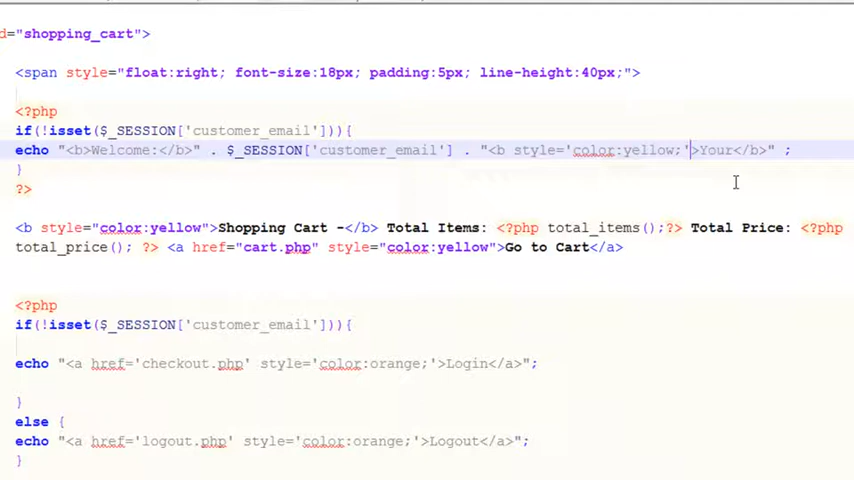 d="shopping_cart">
<span style="float:right; font-size:18px; padding:5px; line-height:40px;">
<?php
if(!isset($_SESSION['customer_email'])){
echo "<b>Welcome:</b>" . $_SESSION['customer_email'] . "<b style='color:yellow;'>Your</b>" ;
}
?>
<b style="color:yellow">Shopping Cart -</b> Total Items: <?php total_items();?> Total Price: <?php
total_price(); ?> <a href="cart.php" style="color:yellow">Go to Cart</a>
<?php
if(!isset($_SESSION['customer_email'])){
echo "<a href='checkout.php' style='color:orange;'>Login</a>";
}
else {
echo "<a href='logout.php' style='color:orange;'>Logout</a>";
}